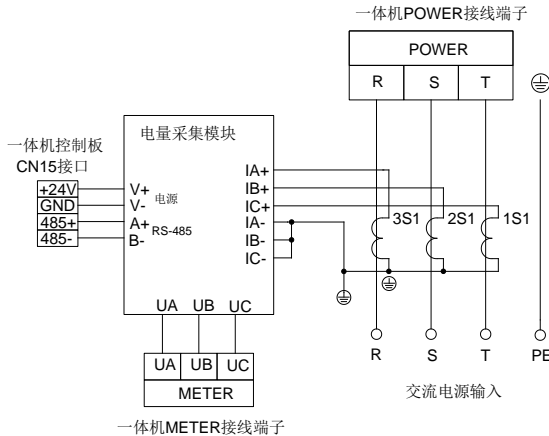 一体机POWER接线端子
POWER
R S T
电量采集模块
一体机控制板
CN15接口
+24V
GND
485+
485-
V+
V-
A+
B-
电源
RS-485
IA+
IB+
IC+
IA-
IB-
IC-
3S1 2S1 1S1
UA UB UC
UA UB UC
METER
一体机METER接线端子
R S T PE
交流电源输入